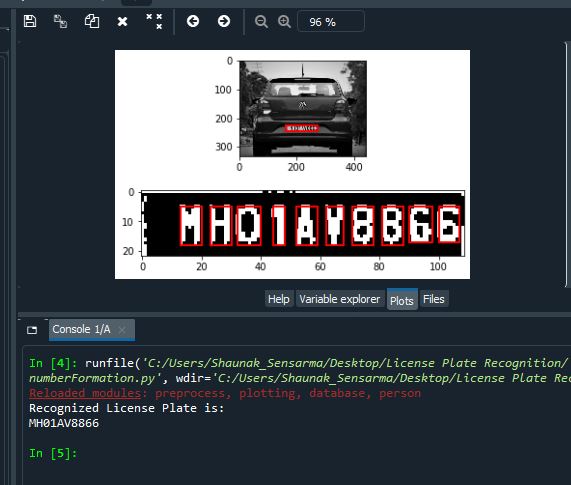 96 %
0
100
200
300
0
200
400
0
10
20
MH01AY8866
0
20
40
60
80
100
Help
Variable explorer
Plots
Files
Console 1/A
In [4]: runfile('C:/Users/Shaunak_Sensarma/Desktop/License Plate Recognition/
numberFormation.py', wdir='C:/Users/Shaunak_Sensarma/Desktop/License Plate Rec
Reloaded modules: preprocess, plotting, database, person
Recognized License Plate is:
MH01AV8866
In [5]: